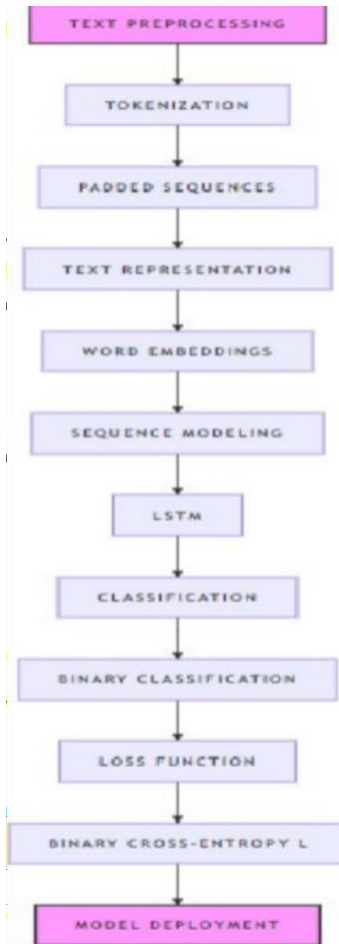 TEXT PREPROCESSING
TOKENIZATION
PADDED SEQUENCES
TEXT REPRESENTATION
WORD EMBEDDINGS
SEQUENCE MODELING
LSTM
CLASSIFICATION
BINARY CLASSIFICATION
LOSS FUNCTION
BINARY CROSS-ENTROPY L
MODEL DEPLOYMENT